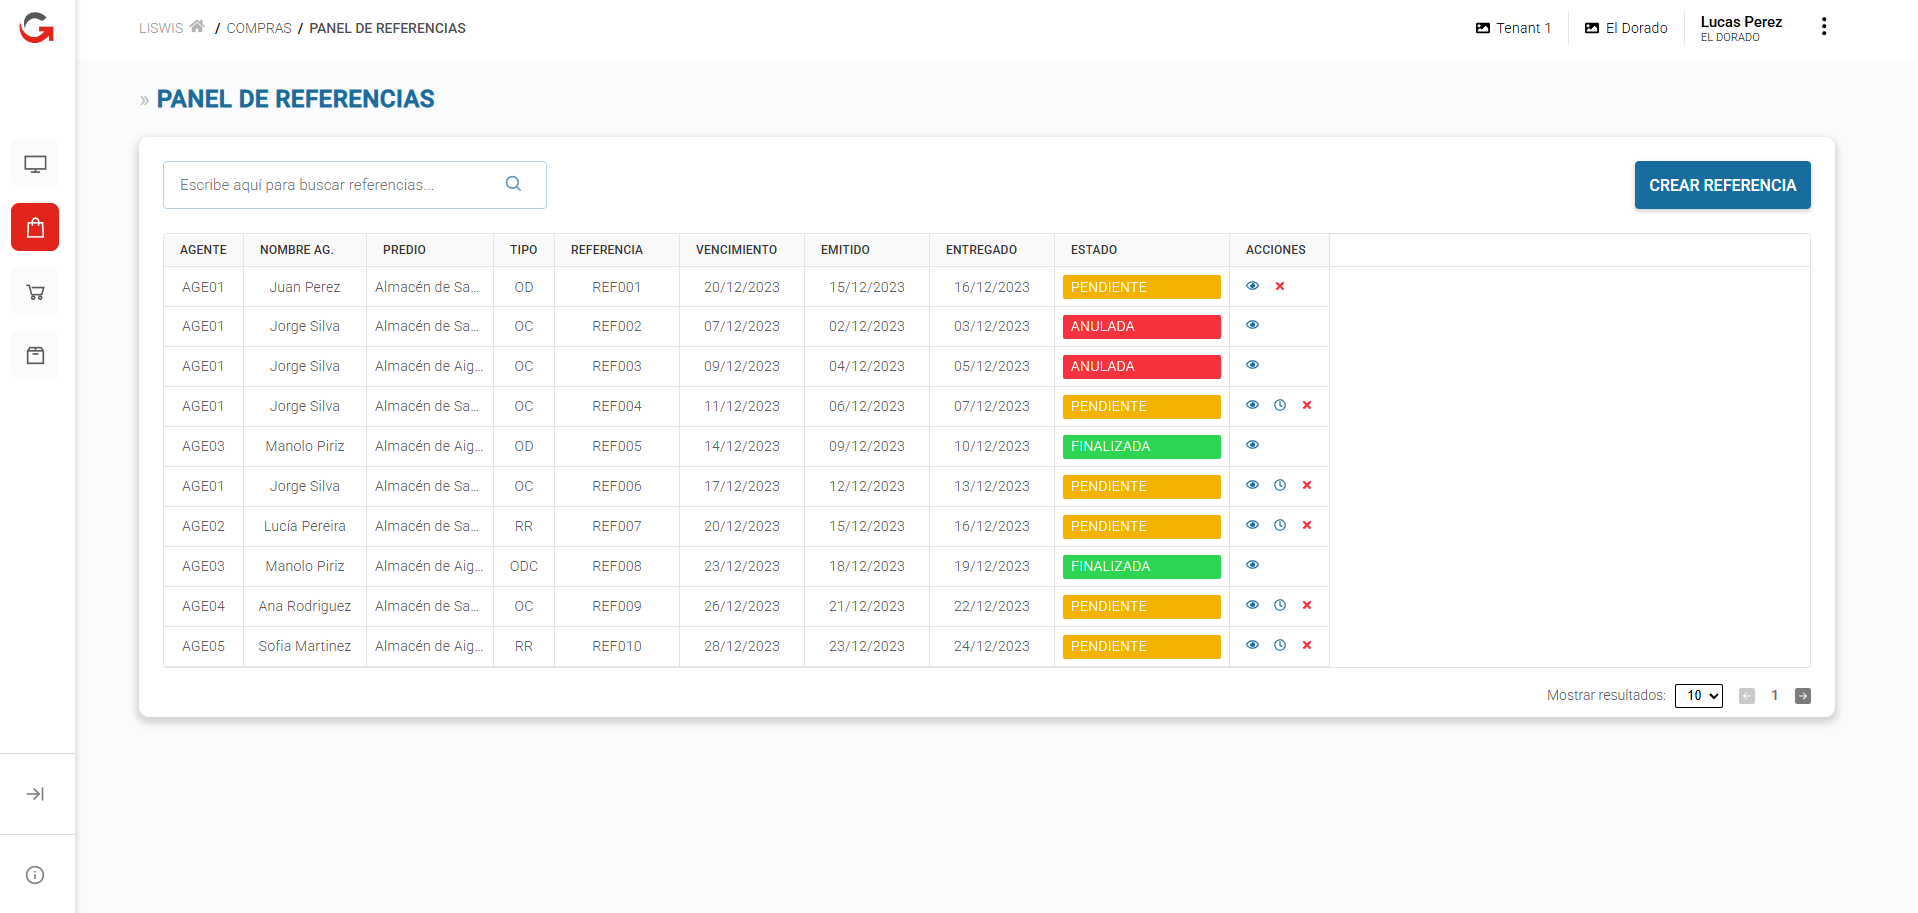 LISWIS / COMPRAS / PANEL DE REFERENCIAS
Tenant 1 El Dorado Lucas Perez
EL DORADO
» PANEL DE REFERENCIAS
Escribe aquí para buscar referencias... CREAR REFERENCIA
AGENTE NOMBRE AG. PREDIO TIPO REFERENCIA VENCIMIENTO EMITIDO ENTREGADO ESTADO ACCIONES
AGE01 Juan Perez Almacén de Sa... OD REF001 20/12/2023 15/12/2023 16/12/2023 PENDIENTE
AGE01 Jorge Silva Almacén de Sa... OC REF002 07/12/2023 02/12/2023 03/12/2023 ANULADA
AGE01 Jorge Silva Almacén de Aig... OC REF003 09/12/2023 04/12/2023 05/12/2023 ANULADA
AGE01 Jorge Silva Almacén de Sa... OC REF004 11/12/2023 06/12/2023 07/12/2023 PENDIENTE
AGE03 Manolo Piriz Almacén de Aig... OD REF005 14/12/2023 09/12/2023 10/12/2023 FINALIZADA
AGE01 Jorge Silva Almacén de Sa... OC REF006 17/12/2023 12/12/2023 13/12/2023 PENDIENTE
AGE02 Lucía Pereira Almacén de Sa... RR REF007 20/12/2023 15/12/2023 16/12/2023 PENDIENTE
AGE03 Manolo Piriz Almacén de Aig... ODC REF008 23/12/2023 18/12/2023 19/12/2023 FINALIZADA
AGE04 Ana Rodriguez Almacén de Sa... OC REF009 26/12/2023 21/12/2023 22/12/2023 PENDIENTE
AGE05 Sofia Martinez Almacén de Aig... RR REF010 28/12/2023 23/12/2023 24/12/2023 PENDIENTE
Mostrar resultados: 10 1